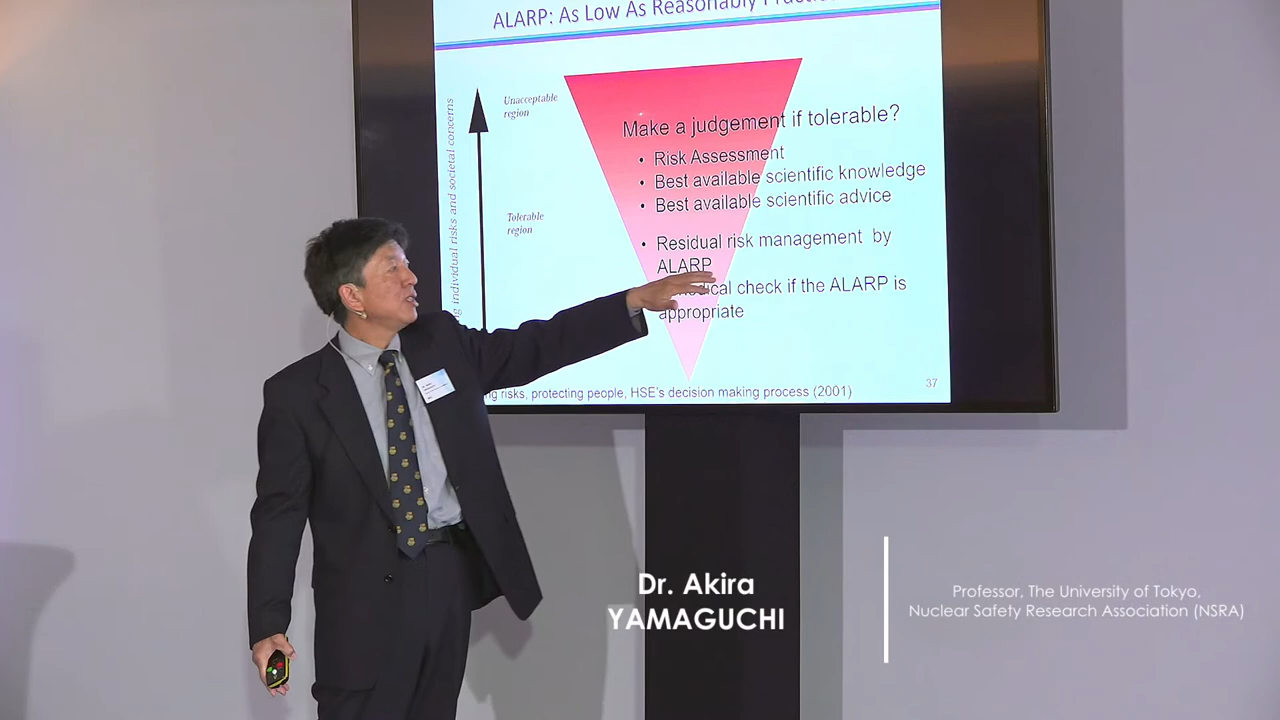 ALARP: As Low As Reasonably
Unacceptable
region
Make a judgement if tolerable?
• Risk Assessment
• Best available scientific knowledge
• Best available scientific advice
Tolerable
region
individual risks and societal concerns
• Residual risk management by
ALARP
check if the ALARP is
appropriate
risks, protecting people, HSE's decision making process (2001)
37
Dr. Akira
YAMAGUCHI
Professor, The University of Tokyo,
Nuclear Safety Research Association (NSRA)